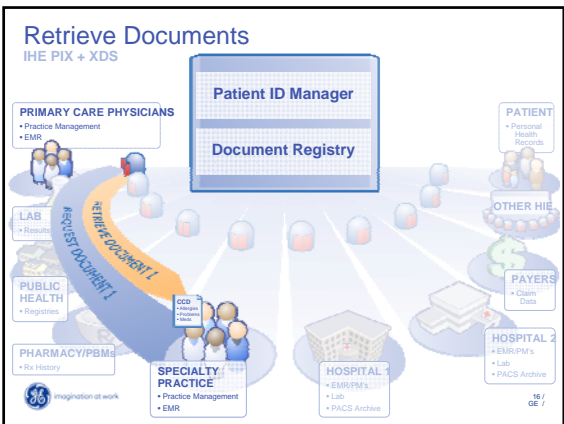 Retrieve Documents
IHE PIX + XDS
Patient ID Manager
Document Registry
PRIMARY CARE PHYSICIANS
• Practice Management
• EMR
PATIENT
• Personal
Health
Records
LAB
• Results
OTHER HIE
REQUEST DOCUMENT 1
RETRIEVE DOCUMENT 1
PUBLIC
HEALTH
• Registries
PAYERS
• Claim
Data
CCD
• Allergies
• Problems
• Meds
PHARMACY/PBMs
• Rx History
SPECIALTY
PRACTICE
• Practice Management
• EMR
HOSPITAL 1
• EMR/PM's
• Lab
• PACS Archive
HOSPITAL 2
• EMR/PM's
• Lab
• PACS Archive
imagination at work
16 /
GE /